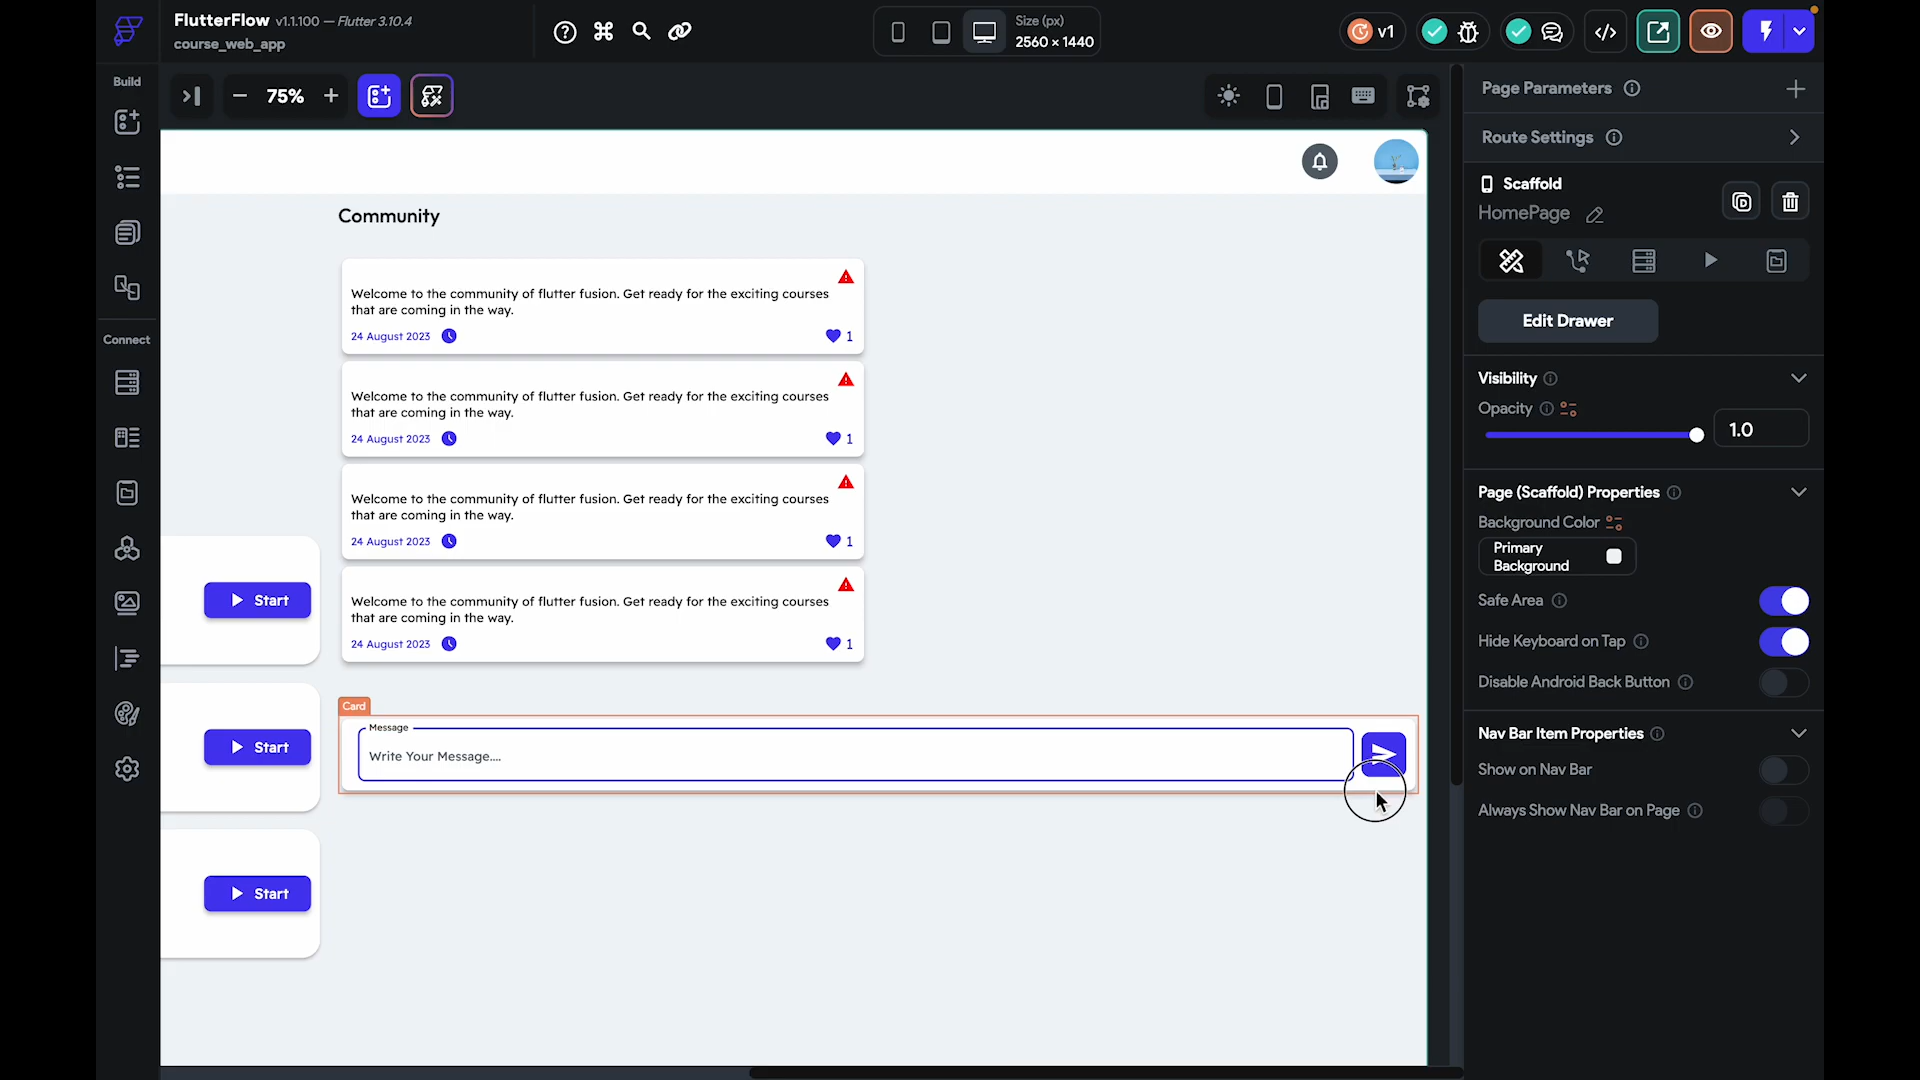 FlutterFlow v1.1.100 — Flutter 3.10.4
course_web_app
Size (px)
2560 × 1440
v1
Build
Connect
75%
Community
Welcome to the community of flutter fusion. Get ready for the exciting courses
that are coming in the way.
24 August 2023
1
Welcome to the community of flutter fusion. Get ready for the exciting courses
that are coming in the way.
24 August 2023
1
Welcome to the community of flutter fusion. Get ready for the exciting courses
that are coming in the way.
24 August 2023
1
Welcome to the community of flutter fusion. Get ready for the exciting courses
that are coming in the way.
24 August 2023
1
Start
Start
Start
Card
Message
Write Your Message....
Page Parameters
Route Settings
Scaffold
HomePage
Edit Drawer
Visibility
Opacity
1.0
Page (Scaffold) Properties
Background Color
Primary
Background
Safe Area
Hide Keyboard on Tap
Disable Android Back Button
Nav Bar Item Properties
Show on Nav Bar
Always Show Nav Bar on Page